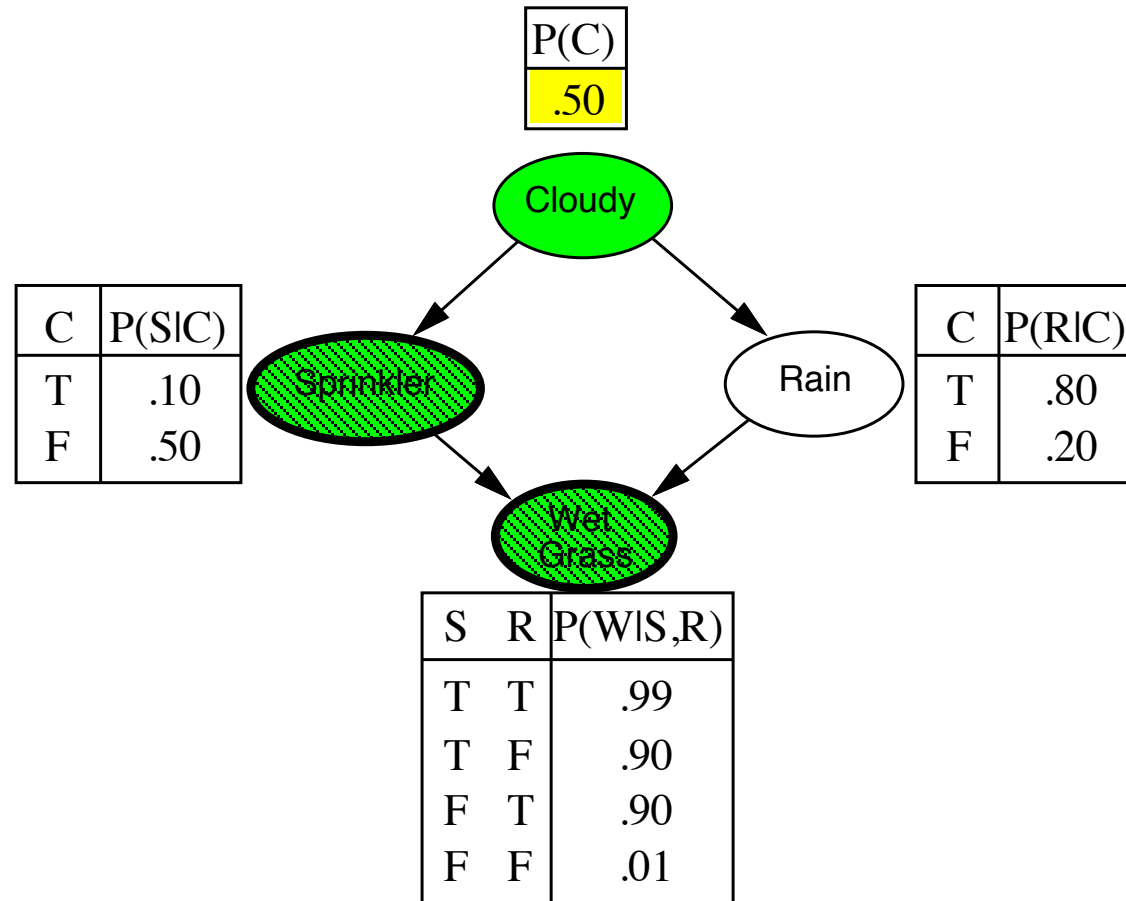 P(C)
.50
Cloudy
C P(S|C)
T .10
F .50
Sprinkler
Rain
C P(R|C)
T .80
F .20
Wet
Grass
S R P(W|S,R)
T T .99
T F .90
F T .90
F F .01